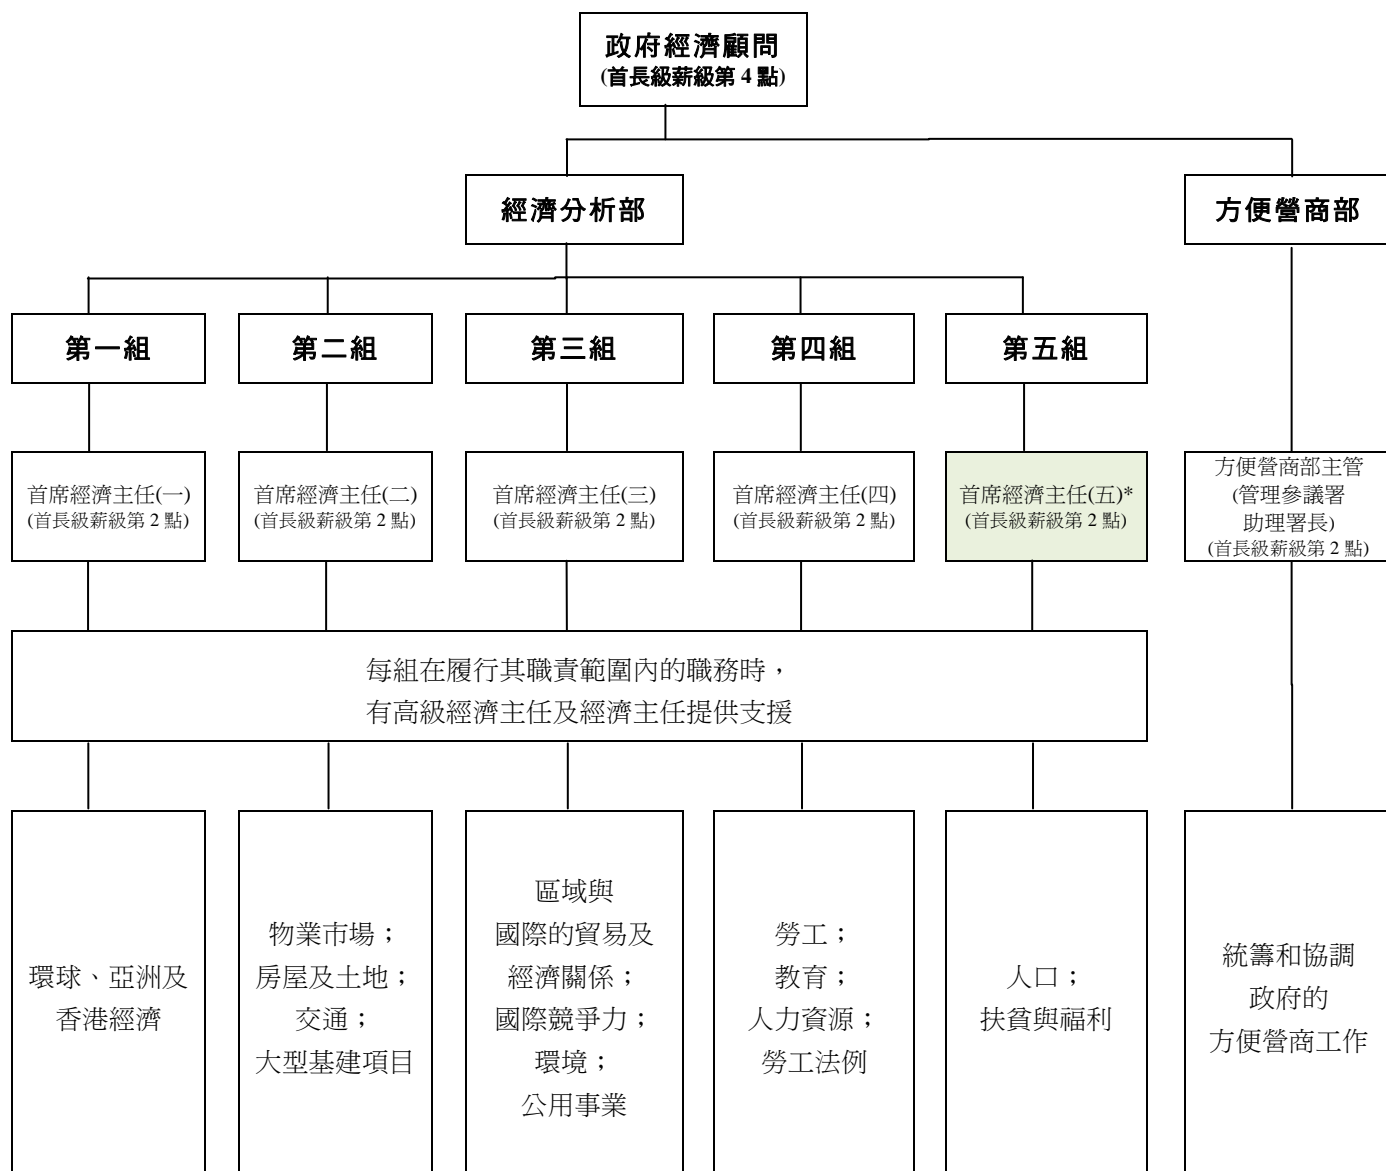 政府經濟顧問
(首長級薪級第 4 點)
經濟分析部
方便營商部
第一組
第二組
第三組
第四組
第五組
首席經濟主任(一)
(首長級薪級第 2 點)
首席經濟主任(二)
(首長級薪級第 2 點)
首席經濟主任(三)
(首長級薪級第 2 點)
首席經濟主任(四)
(首長級薪級第 2 點)
首席經濟主任(五)*
(首長級薪級第 2 點)
方便營商部主管
(管理參議署
助理署長)
(首長級薪級第 2 點)
每組在履行其職責範圍內的職務時，
有高級經濟主任及經濟主任提供支援
環球、亞洲及
香港經濟
物業市場；
房屋及土地；
交通；
大型基建項目
區域與
國際的貿易及
經濟關係；
國際競爭力；
環境；
公用事業
勞工；
教育；
人力資源；
勞工法例
人口；
扶貧與福利
統籌和協調
政府的
方便營商工作